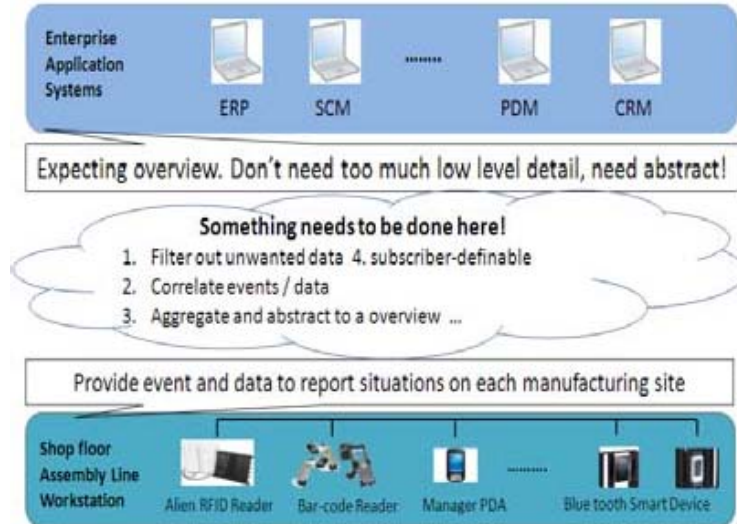 Enterprise
Application
Systems
ERP
SCM
........
PDM
CRM
Expecting overview. Don't need too much low level detail, need abstract!
Something needs to be done here!
1. Filter out unwanted data 4. subscriber-definable
2. Correlate events / data
3. Aggregate and abstract to a overview ...
Provide event and data to report situations on each manufacturing site
Shop floor
Assembly Line
Workstation
Alien RFID Reader
Bar-code Reader
Manager PDA
.........
Blue tooth Smart Device